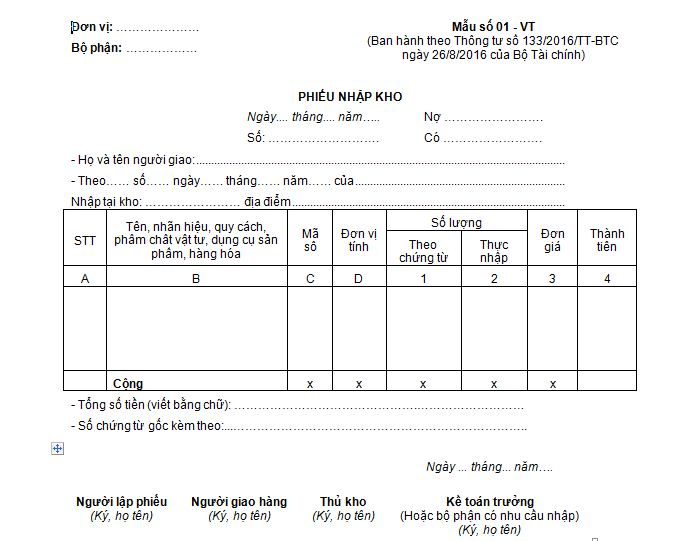 Đơn vị: …………………
Mẫu số 01 - VT
Bộ phận: ………………
(Ban hành theo Thông tư số 133/2016/TT-BTC
ngày 26/8/2016 của Bộ Tài chính)
PHIẾU NHẬP KHO
Ngày.... tháng.... năm…..
Nợ …………………….
Số: ……………………….
Có …………………….
- Họ và tên người giao:......................................................
- Theo…… số…… ngày…… tháng…… năm…… của......................................................
Nhập tại kho: …………………… địa điểm......................................................
STT
Tên, nhãn hiệu, quy cách,
phẩm chất vật tư, dụng cụ sản
phẩm, hàng hóa
Mã
số
Đơn vị
tính
Số lượng
Theo
chứng từ
Thực
nhập
Đơn
giá
Thành
tiền
A B C D 1 2 3 4
Cộng x x x x x
- Tổng số tiền (viết bằng chữ): ………………………………………………………………
- Số chứng từ gốc kèm theo:...………………………………………………………………..
Ngày ... tháng... năm….
Người lập phiếu Người giao hàng Thủ kho Kế toán trưởng
(Ký, họ tên) (Ký, họ tên) (Ký, họ tên) (Hoặc bộ phận có nhu cầu nhập)
(Ký, họ tên)